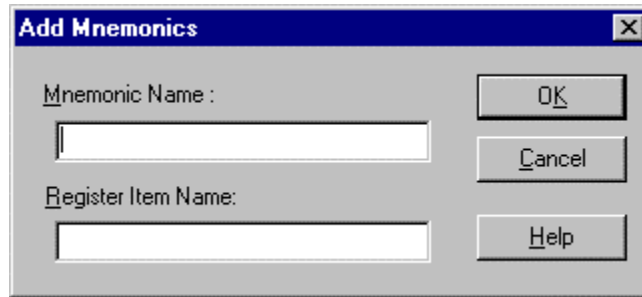 Add Mnemonics
Mnemonic Name :
OK
Cancel
Register Item Name:
Help